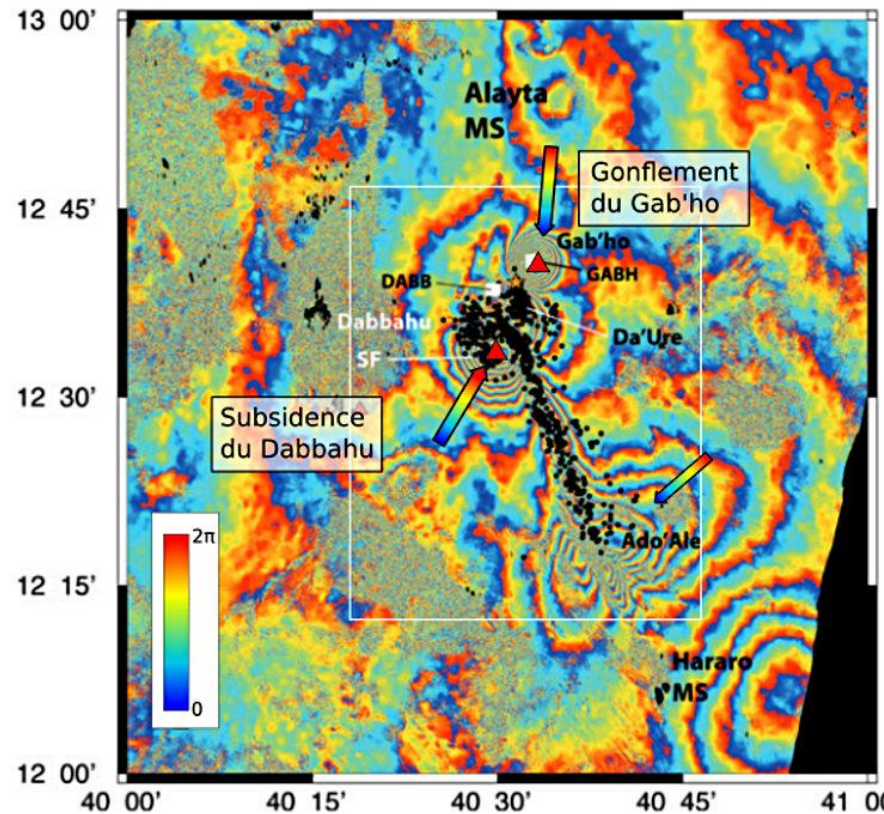 13 00'
Alayta
MS
Gonflement
du Gab'ho
12 45'
Gab'ho
GABH
DABB
Dabbahu
Da'Ure
SF
12 30'
Subsidence
du Dabbahu
2π
Ado'Ale
12 15'
0
Hararo
MS
12 00'
40 00' 40 15' 40 30' 40 45' 41 00